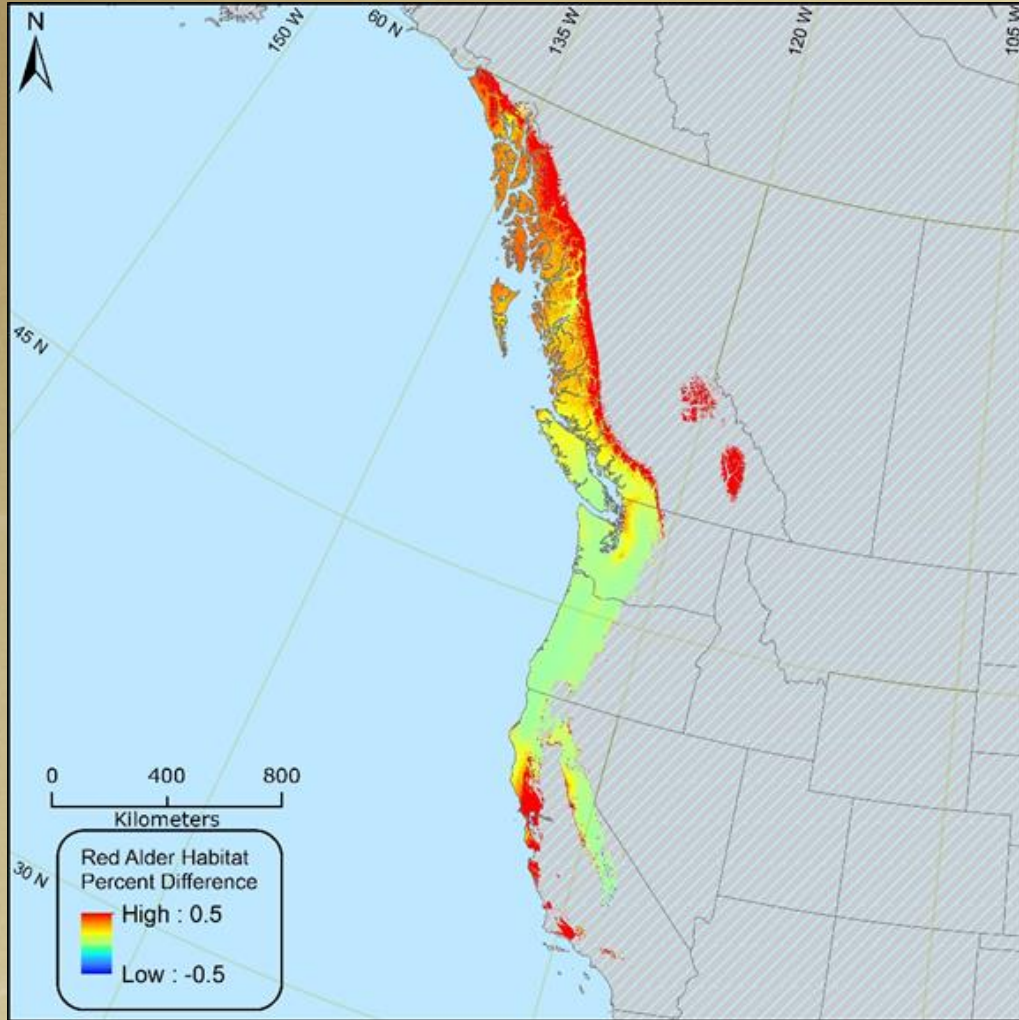 N
150 W
60 N
135 W
120 W
105 W
45 N
30 N
0 400 800
Kilometers
Red Alder Habitat
Percent Difference
High : 0.5
Low : -0.5